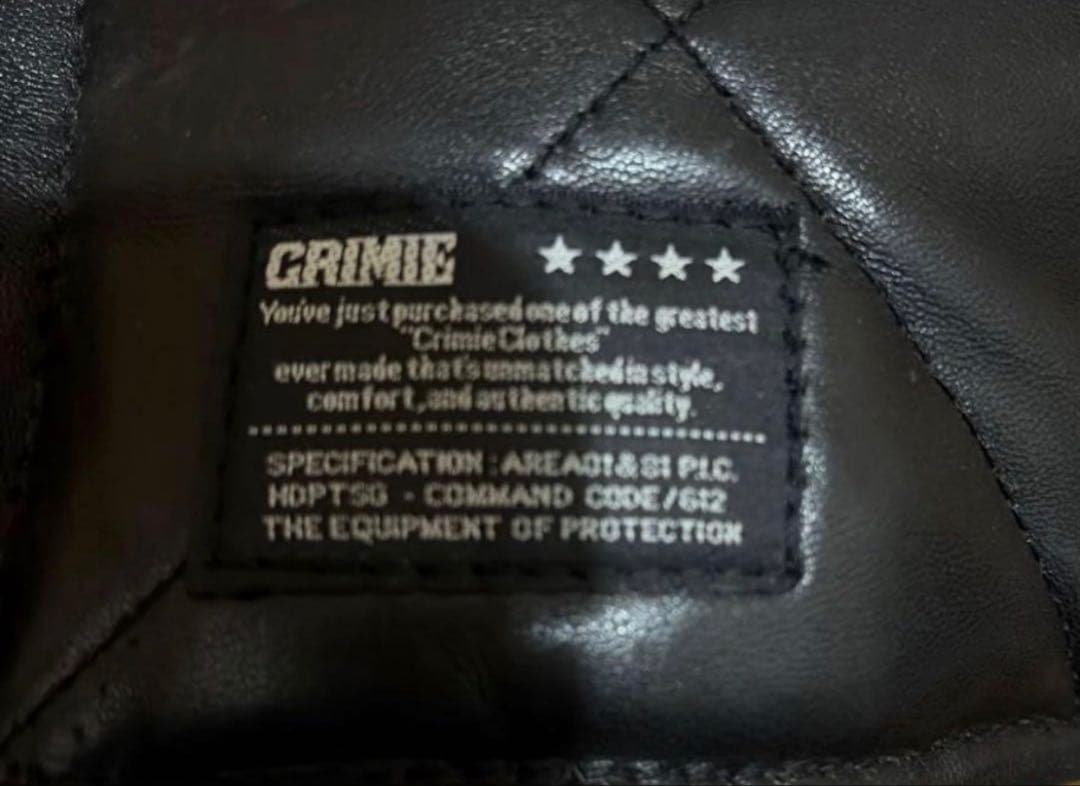 CRIMIE ★★★★
You've just purchased one of the greatest
"Crimie Clothes"
ever made that's unmatched in style,
comfort, and authentic quality.
SPECIFICATION : AREA01&81 P.I.C.
HDPTSG - COMMAND CODE/612
THE EQUIPMENT OF PROTECTION